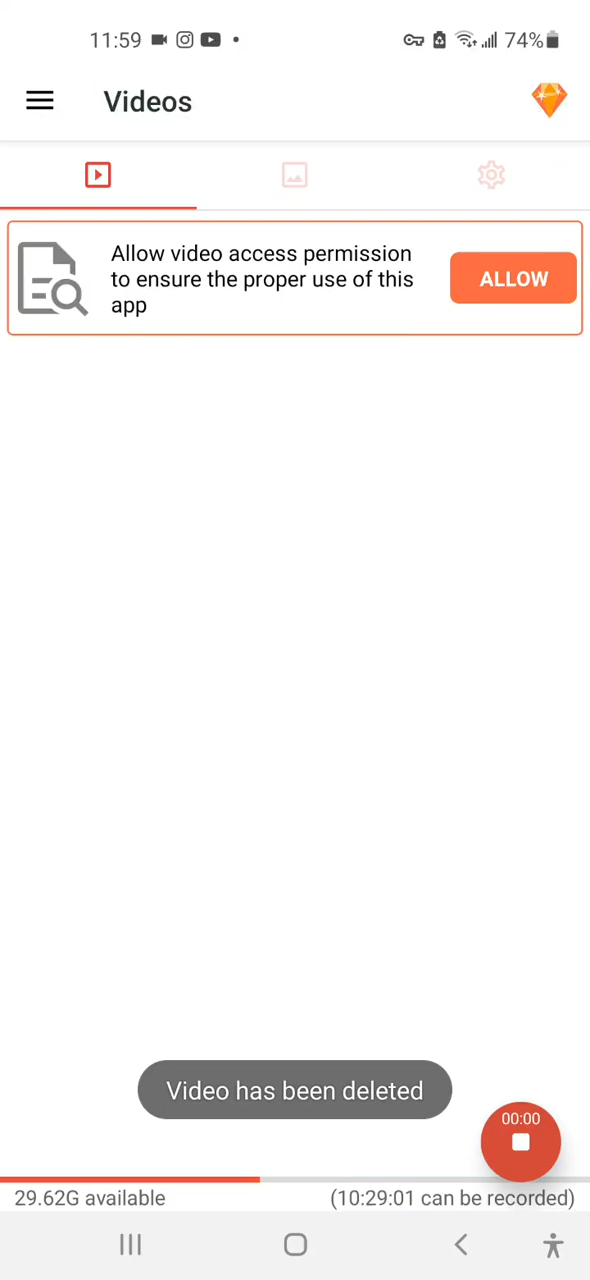 11:59
74%
Videos
Allow video access permission
to ensure the proper use of this
app
ALLOW
Video has been deleted
00:00
29.62G available
(10:29:01 can be recorded)